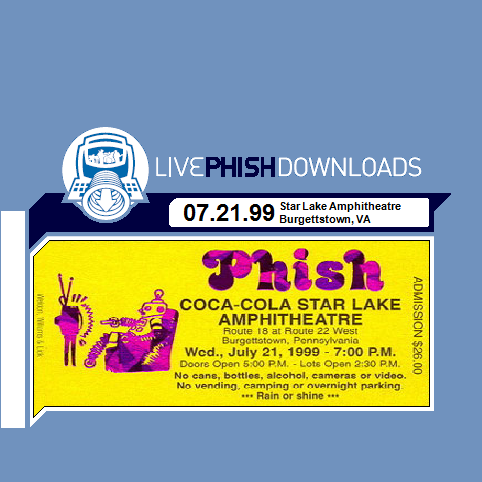 LIVEPHISHDOWNLOADS
07.21.99
Star Lake Amphitheatre
Burgettstown, VA
Phish
COCA-COLA STAR LAKE
AMPHITHEATRE
Route 18 at Route 22 West
Burgettstown, Pennsylvania
Wed., July 21, 1999 - 7:00 P.M.
Doors Open 5:00 P.M. - Lots Open 2:30 P.M.
No cans, bottles, alcohol, cameras or video.
No vending, camping or overnight parking.
*** Rain or shine ***
ADMISSION $26.00